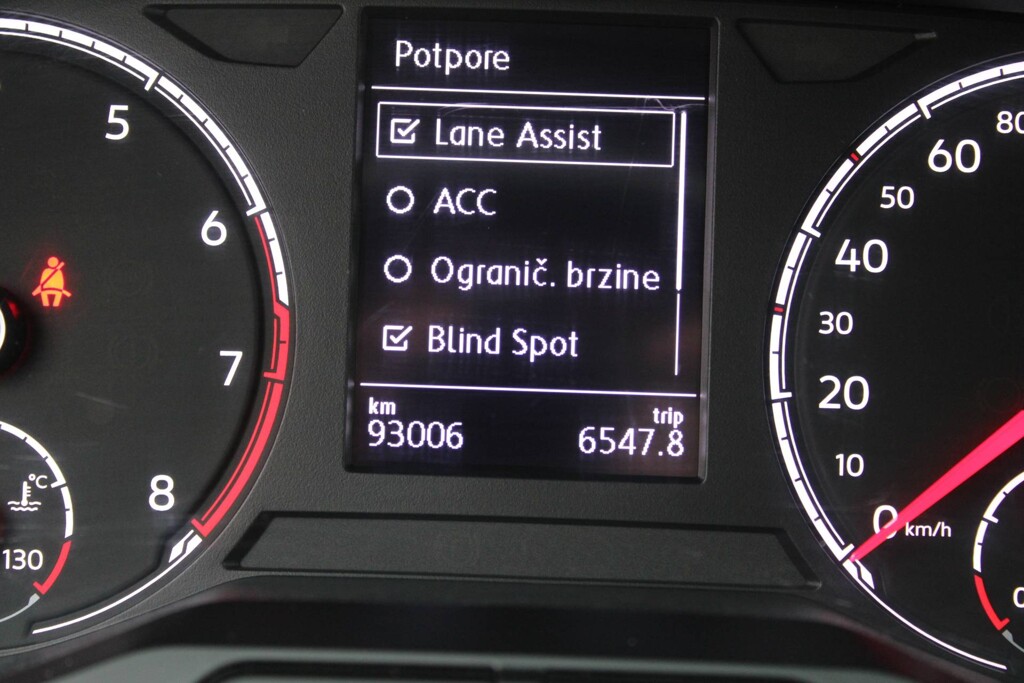 Potpore
Lane Assist
ACC
Ogranič. brzine
Blind Spot
km
93006
trip
6547.8
5
6
7
8
°C
130
80
60
50
40
30
20
10
0 km/h
0